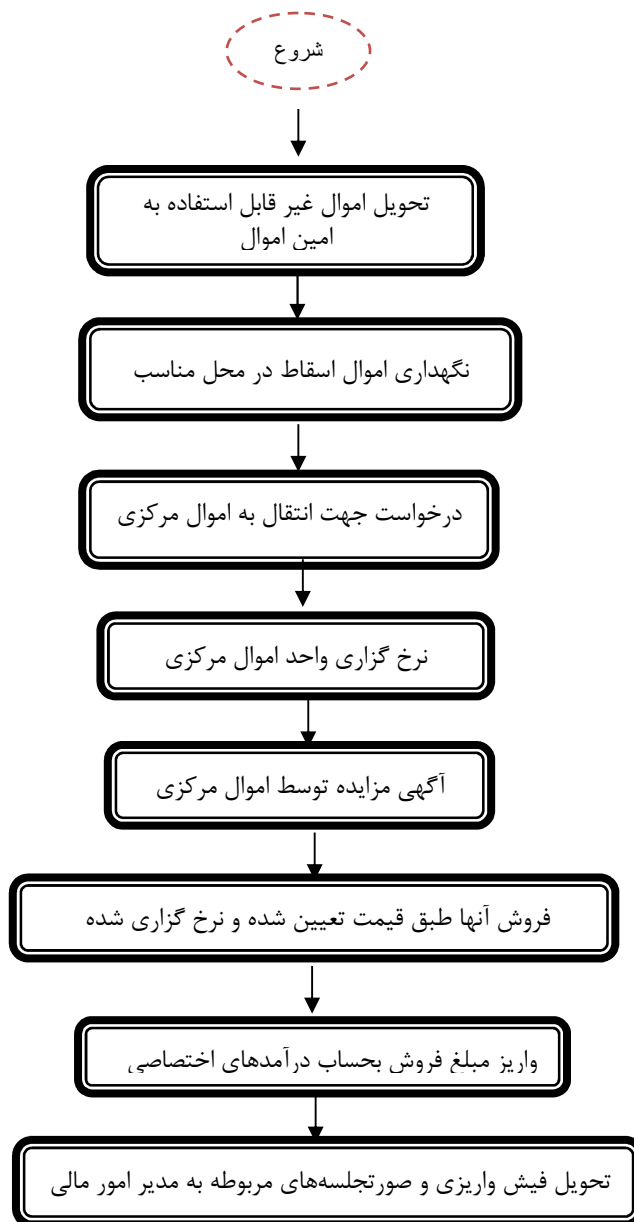 شروع
تحویل اموال غیر قابل استفاده به
امین اموال
نگهداری اموال اسقاط در محل مناسب
درخواست جهت انتقال به اموال مرکزی
نرخ گزاری واحد اموال مرکزی
آگهی مزایده توسط اموال مرکزی
فروش آنها طبق قیمت تعیین شده و نرخ گزاری شده
واریز مبلغ فروش بحساب درآمدهای اختصاصی
تحویل فیش واریزی و صورتجلسه‌های مربوطه به مدیر امور مالی